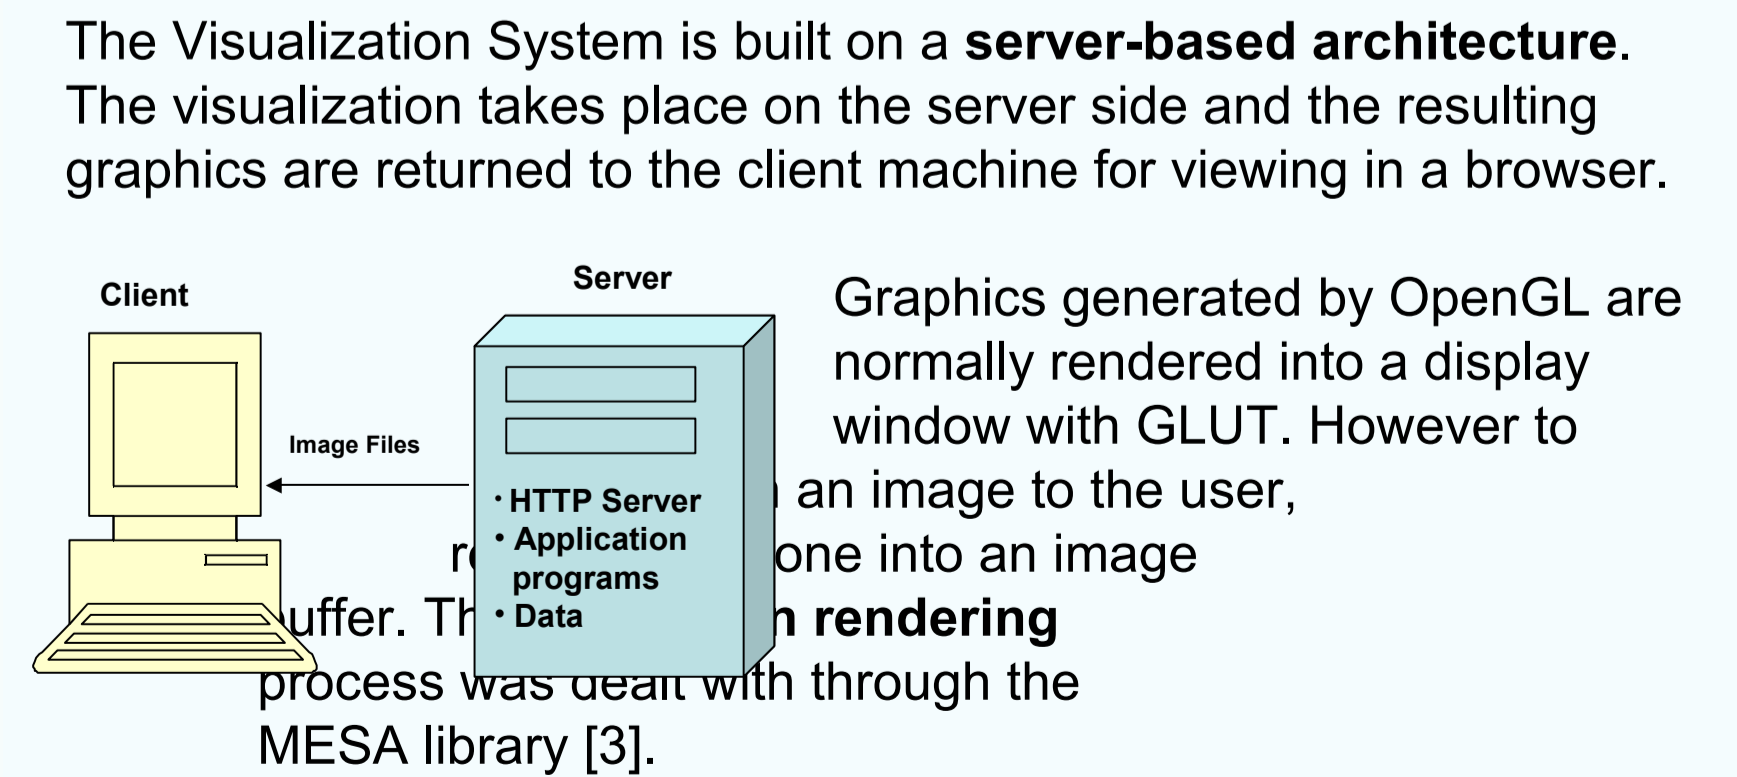 The Visualization System is built on a server-based architecture.
The visualization takes place on the server side and the resulting
graphics are returned to the client machine for viewing in a browser.
Client
Server
Image Files
· HTTP Server
· Application
programs
· Data
Graphics generated by OpenGL are
normally rendered into a display
window with GLUT. However to
an image to the user,
into an image
rendering
process was dealt with through the
MESA library [3].